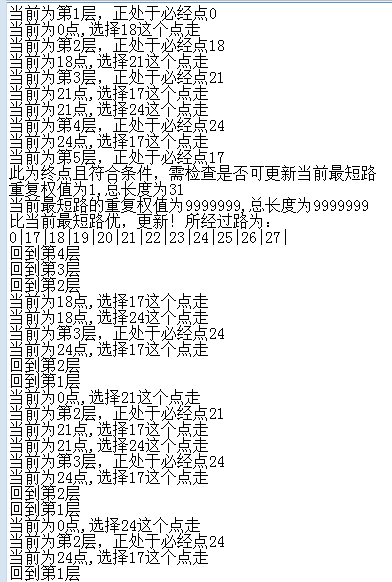 当前为第1层，正处于必经点0
当前为0点,选择18这个点走
当前为第2层，正处于必经点18
当前为18点,选择21这个点走
当前为第3层，正处于必经点21
当前为21点,选择17这个点走
当前为21点,选择24这个点走
当前为第4层，正处于必经点24
当前为24点,选择17这个点走
当前为第5层，正处于必经点17
此为终点且符合条件，需检查是否可更新当前最短路
重复权值为1,总长度为31
当前最短路的重复权值为9999999,总长度为9999999
比当前最短路优，更新！所经过路为：
0|17|18|19|20|21|22|23|24|25|26|27|
回到第4层
回到第3层
回到第2层
当前为18点,选择17这个点走
当前为18点,选择24这个点走
当前为第3层，正处于必经点24
当前为24点,选择17这个点走
回到第2层
回到第1层
当前为0点,选择21这个点走
当前为第2层，正处于必经点21
当前为21点,选择17这个点走
当前为21点,选择24这个点走
当前为第3层，正处于必经点24
当前为24点,选择17这个点走
回到第2层
回到第1层
当前为0点,选择24这个点走
当前为第2层，正处于必经点24
当前为24点,选择17这个点走
回到第1层